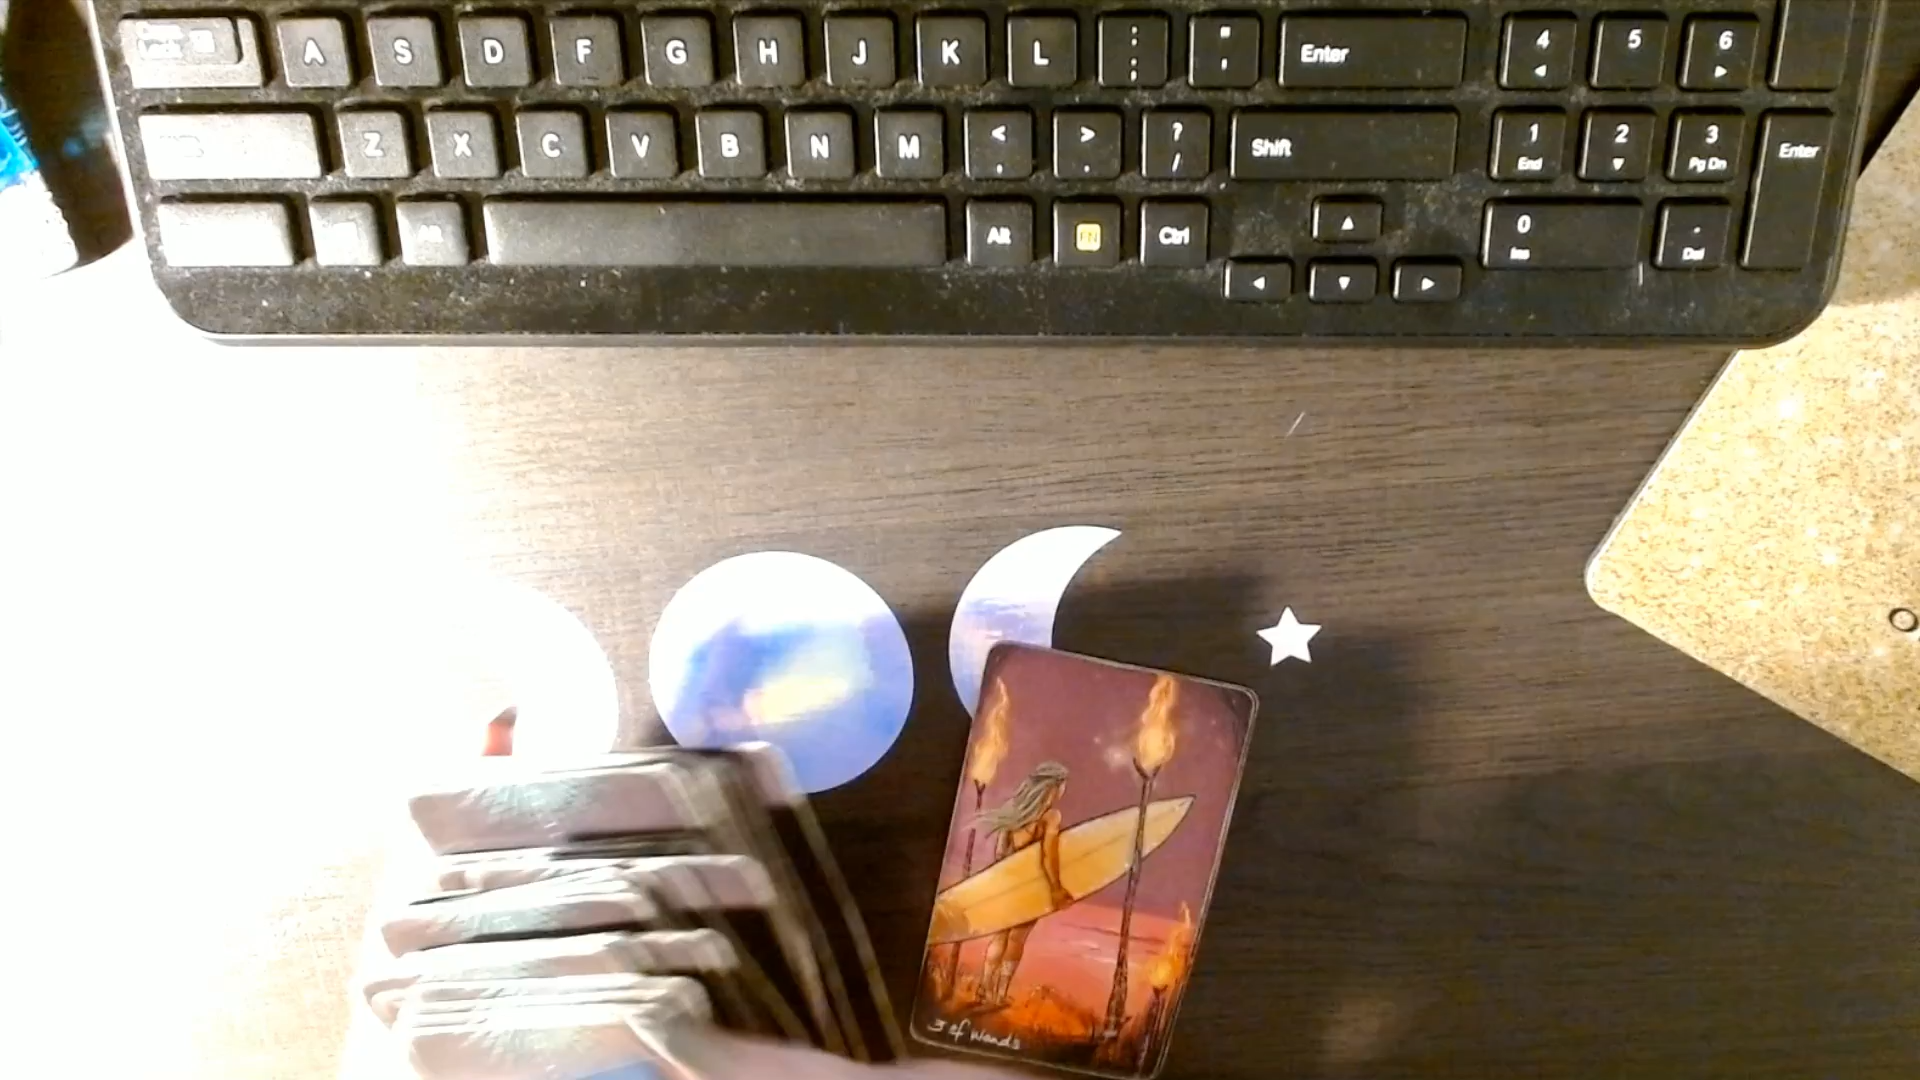 A S D F G H J K L : ; " ' Enter 4 5 6
Z X C V B N M < , > . ? / Shift 1 End 2 3 Pg Dn Enter
Alt FN Ctrl 0 Ins . Del
3 of Wands